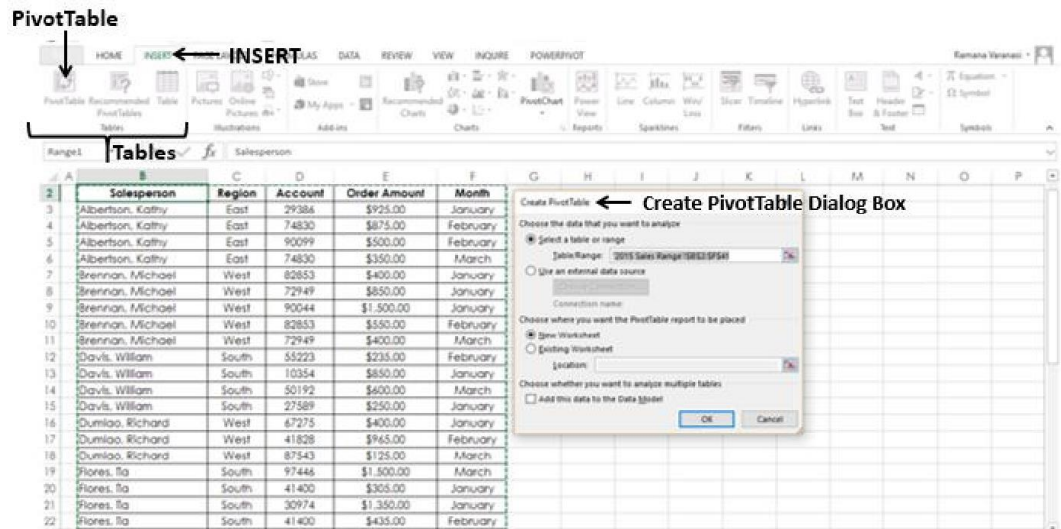 PivotTable
HOME INSERT PAGE LAYOUT FORMULAS DATA REVIEW VIEW INQUIRE POWERPIVOT Ramana Varanasi
INSERT
PivotTable Recommended PivotTables Table Pictures Online Pictures Store My Apps Recommended Charts PivotChart Power View Line Column Win/Loss Slicer Timeline Hyperlink Text Box Header & Footer Equation Symbol
Tables Illustrations Add-ins Charts Reports Sparklines Filters Links Text Symbols
Tables
Range1 fx Salesperson
A B C D E F G H I J K L M N O P
2 Salesperson Region Account Order Amount Month
3 Albertson, Kathy East 29386 $925.00 January
4 Albertson, Kathy East 74830 $875.00 February
5 Albertson, Kathy East 90099 $500.00 February
6 Albertson, Kathy East 74830 $350.00 March
7 Brennan, Michael West 82853 $400.00 January
8 Brennan, Michael West 72949 $850.00 January
9 Brennan, Michael West 90044 $1,500.00 January
10 Brennan, Michael West 82853 $550.00 February
11 Brennan, Michael West 72949 $400.00 March
12 Davis, William South 55223 $235.00 February
13 Davis, William South 10354 $850.00 January
14 Davis, William South 50192 $600.00 March
15 Davis, William South 27589 $250.00 January
16 Dumlao, Richard West 67275 $400.00 January
17 Dumlao, Richard West 41828 $965.00 February
18 Dumlao, Richard West 87543 $125.00 March
19 Flores, Tia South 97446 $1,500.00 March
20 Flores, Tia South 41400 $305.00 January
21 Flores, Tia South 30974 $1,350.00 January
22 Flores, Tia South 41400 $435.00 February
Create PivotTable
Create PivotTable Dialog Box
Choose the data that you want to analyze
Select a table or range
Table/Range: '2015 Sales Range'!$B$2:$F$41
Use an external data source
Choose Connection...
Connection name:
Choose where you want the PivotTable report to be placed
New Worksheet
Existing Worksheet
Location:
Choose whether you want to analyze multiple tables
Add this data to the Data Model
OK Cancel